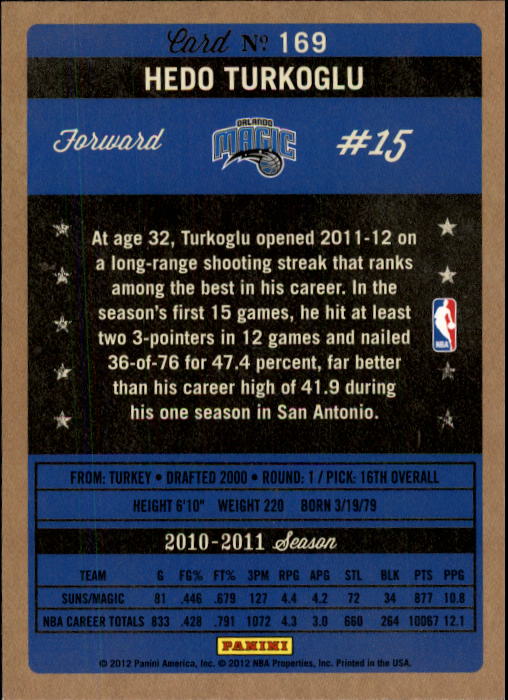 Card Nº 169
HEDO TURKOGLU
Forward
ORLANDO
MAGIC
#15
At age 32, Turkoglu opened 2011-12 on
a long-range shooting streak that ranks
among the best in his career. In the
season's first 15 games, he hit at least
two 3-pointers in 12 games and nailed
36-of-76 for 47.4 percent, far better
than his career high of 41.9 during
his one season in San Antonio.
NBA
FROM: TURKEY • DRAFTED 2000 • ROUND: 1 / PICK: 16TH OVERALL
HEIGHT 6'10" WEIGHT 220 BORN 3/19/79
2010-2011 Season
TEAM G FG% FT% 3PM RPG APG STL BLK PTS PPG
SUNS/MAGIC 81 .446 .679 127 4.4 4.2 72 34 877 10.8
NBA CAREER TOTALS 833 .428 .791 1072 4.3 3.0 660 264 10067 12.1
PANINI
© 2012 Panini America, Inc. © 2012 NBA Properties, Inc. Printed in the USA.